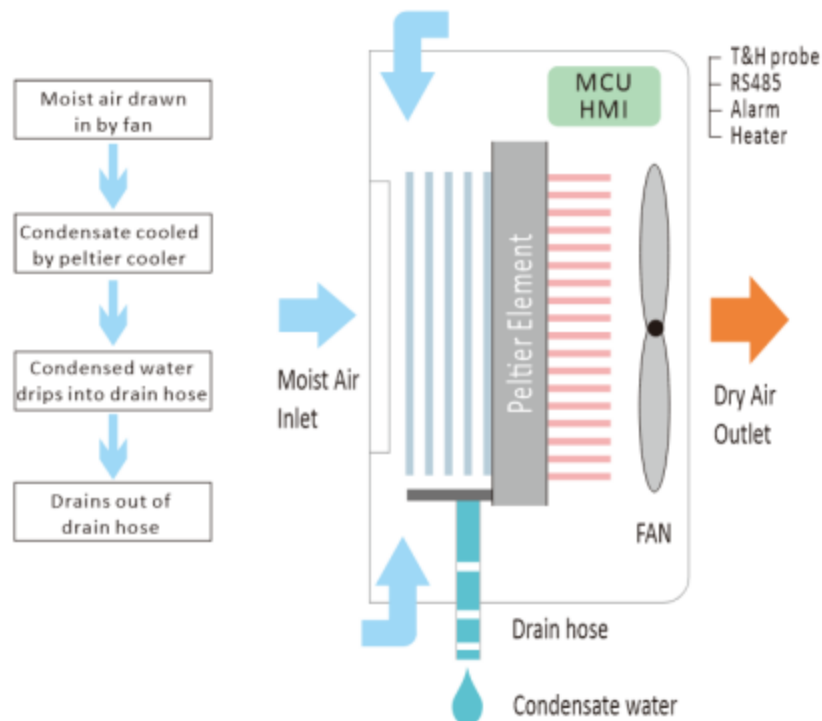 Moist air drawn
in by fan
Condensate cooled
by peltier cooler
Condensed water
drips into drain hose
Drains out of
drain hose
Moist Air
Inlet
MCU
HMI
Peltier Element
T&H probe
RS485
Alarm
Heater
Dry Air
Outlet
FAN
Drain hose
Condensate water